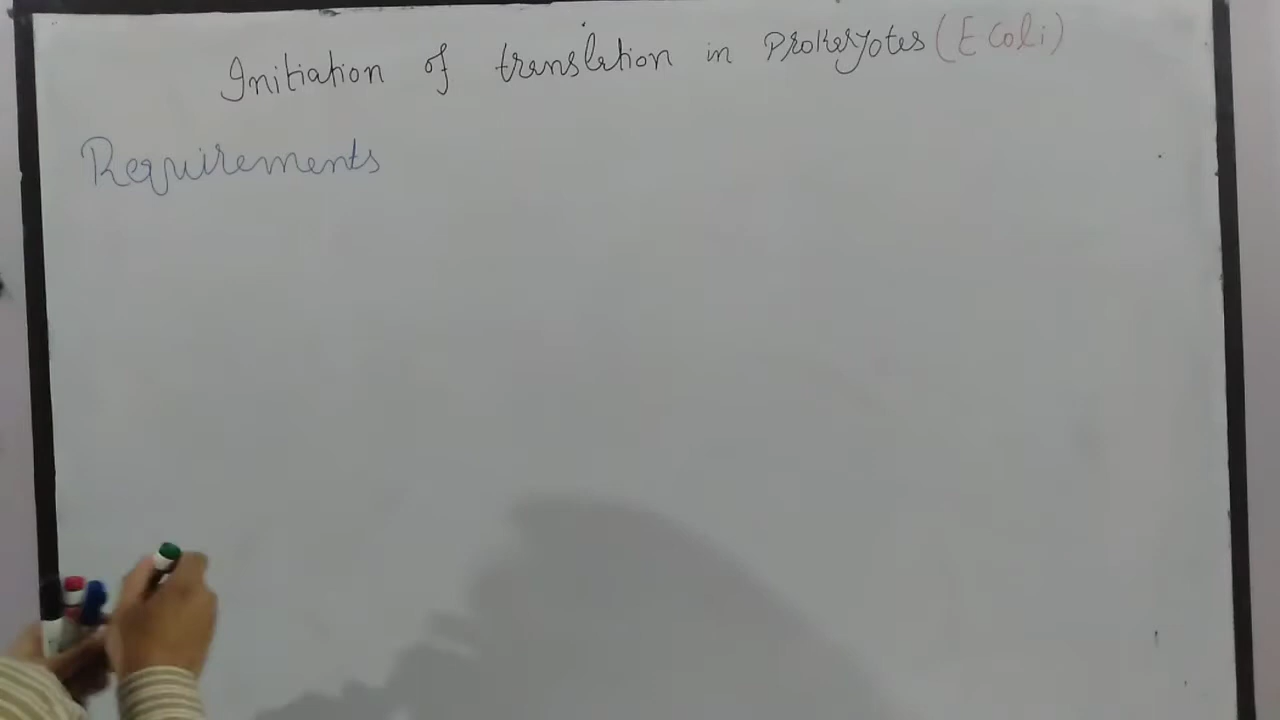 Initiation of translation in Prokaryotes (E Coli)
Requirements